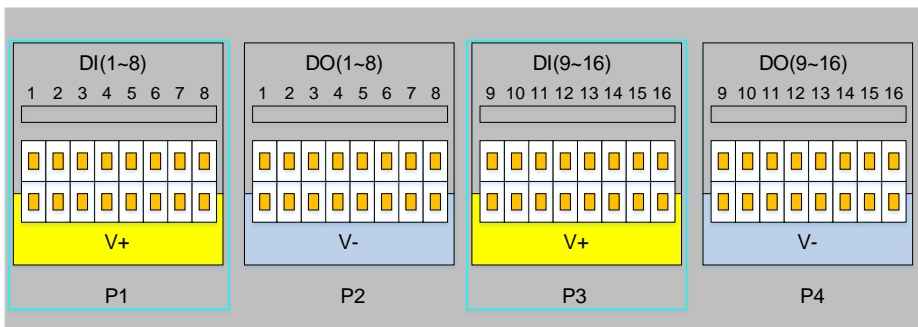 DI(1~8) DO(1~8) DI(9~16) DO(9~16)
1 2 3 4 5 6 7 8 1 2 3 4 5 6 7 8 9 10 11 12 13 14 15 16 9 10 11 12 13 14 15 16
V+ V- V+ V-
P1 P2 P3 P4